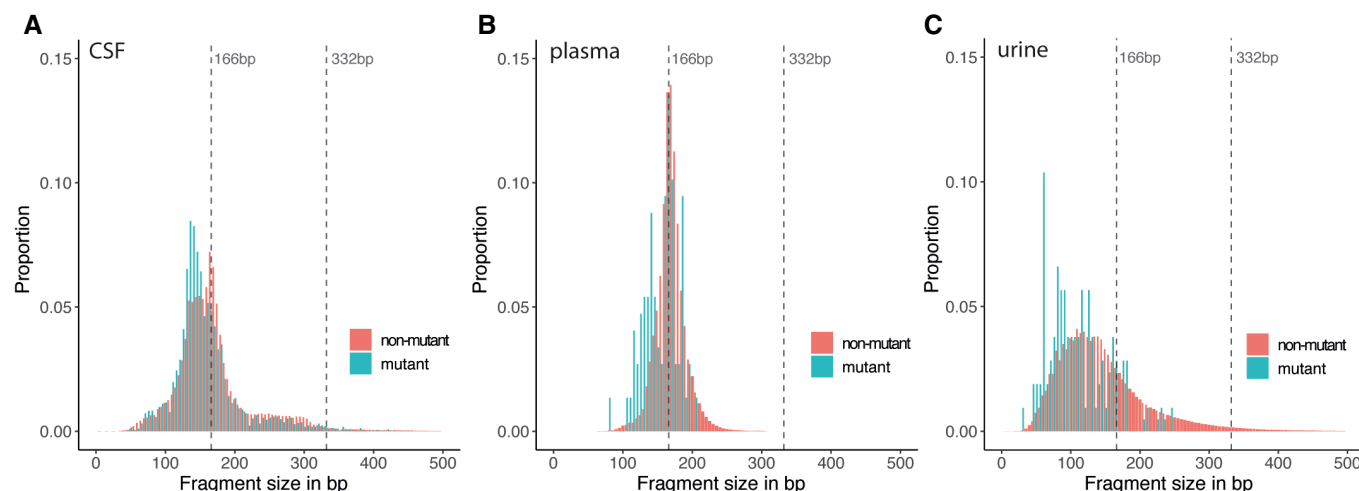 A
CSF
166bp
332bp
0.15
0.10
0.05
0.00
Proportion
non-mutant
mutant
0 100 200 300 400 500
Fragment size in bp
B
plasma
166bp
332bp
0.15
0.10
0.05
0.00
Proportion
non-mutant
mutant
0 100 200 300 400 500
Fragment size in bp
C
urine
166bp
332bp
0.15
0.10
0.05
0.00
Proportion
non-mutant
mutant
0 100 200 300 400 500
Fragment size in bp